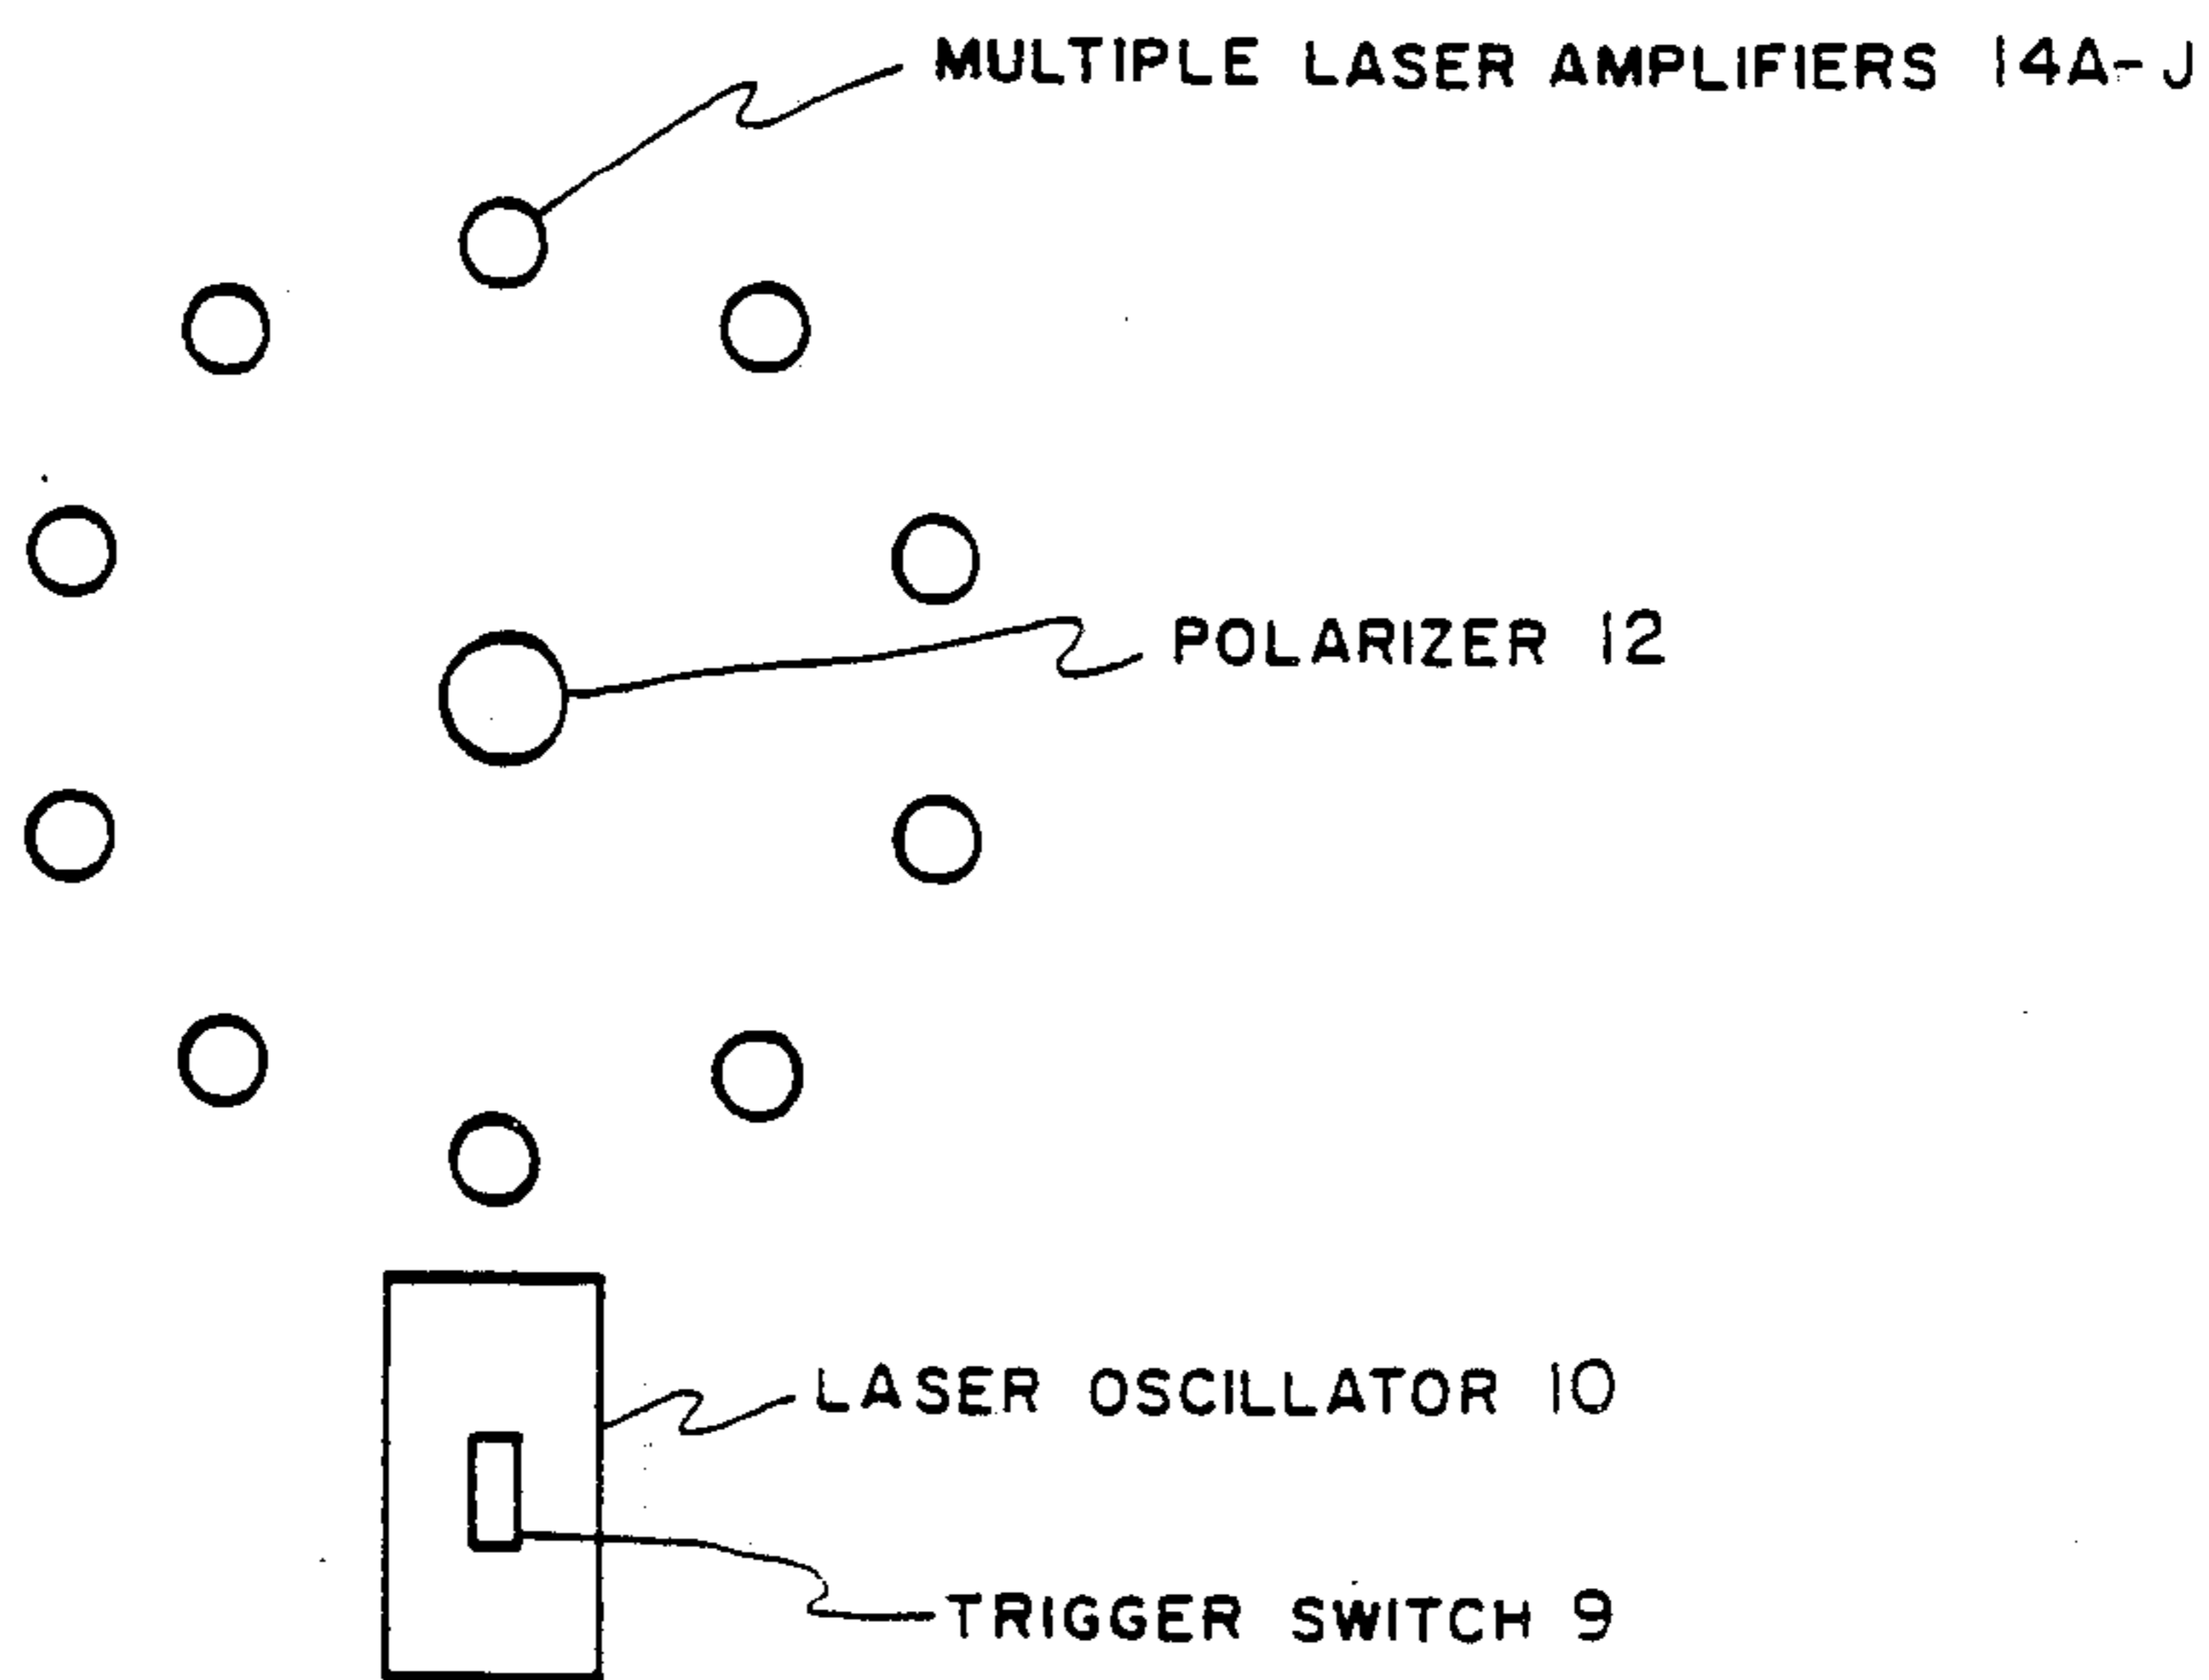 MULTIPLE LASER AMPLIFIERS 14A-J
POLARIZER 12
LASER OSCILLATOR 10
TRIGGER SWITCH 9